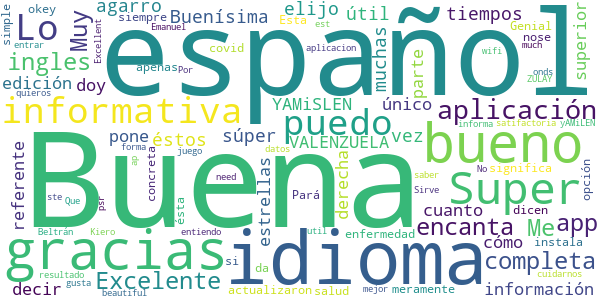 simple okey agarro siempre Buenísima elijo útil tiempos
Lo Muy español
Excellent Emanuel Esta covid aplicacion muchas Genial nose much superior
entrar apenas Por est parte wifi ZULAY
ingles
edición doy YAMiSLEN único onds
quieros
informativa puedo aplicación
pone éstos súper VALENZUELA vez bueno informa satisfactoria yAMiLEN
referente Buena forma datos ap juego concreta estrellas derecha No significa opción
saber
ste psr ésta need Pará Super cuanto dicen Sirve
Que
Beltrán Kiero entiendo util enfermedad encanta Me app
gracias idioma cómo instala
resultado si da completa cuidarnos
gusta Excelente actualizaron salud mejor meramente información
decir beautiful